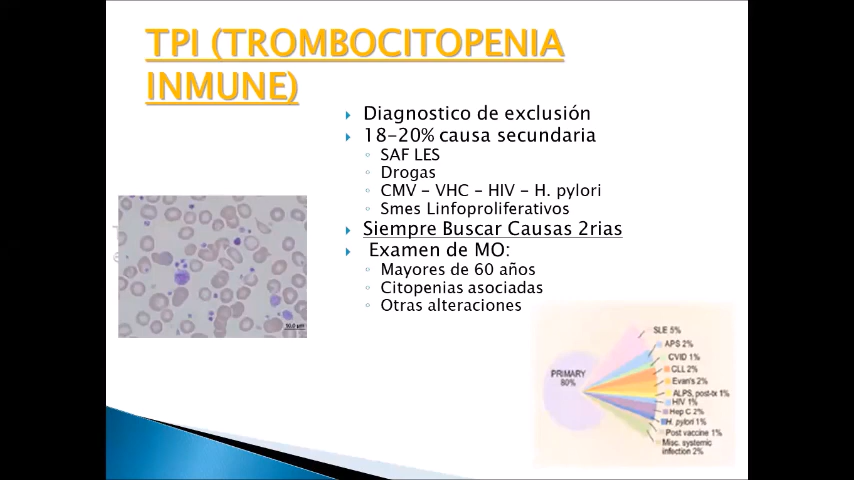 TPI (TROMBOCITOPENIA
INMUNE)
Diagnostico de exclusión
18-20% causa secundaria
SAF LES
Drogas
CMV - VHC - HIV - H. pylori
Smes Linfoproliferativos
Siempre Buscar Causas 2rias
Examen de MO:
Mayores de 60 años
Citopenias asociadas
Otras alteraciones
PRIMARY
80%
SLE 5%
APS 2%
CVID 1%
CLL 2%
Evan's 2%
ALPS, post-tx 1%
HIV 1%
Hep C 2%
H. pylori 1%
Post vaccine 1%
Misc. systemic
infection 2%